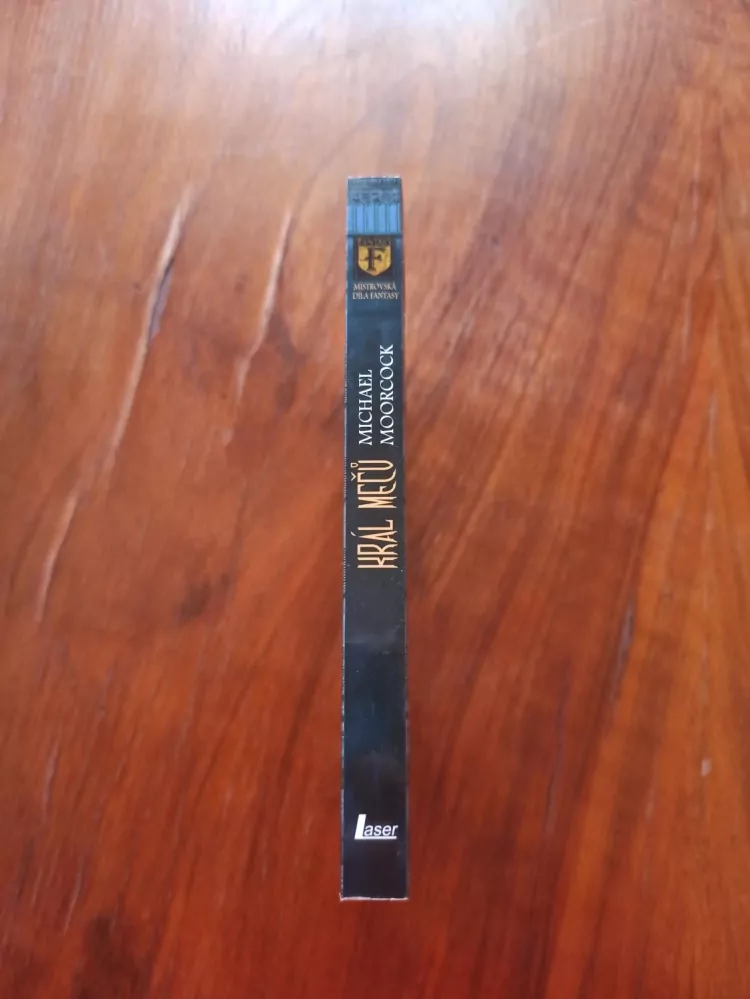 F
MISTROVSKÁ
DÍLA FANTASY
MICHAEL
MOORCOCK
KRÁL MEČŮ
Laser